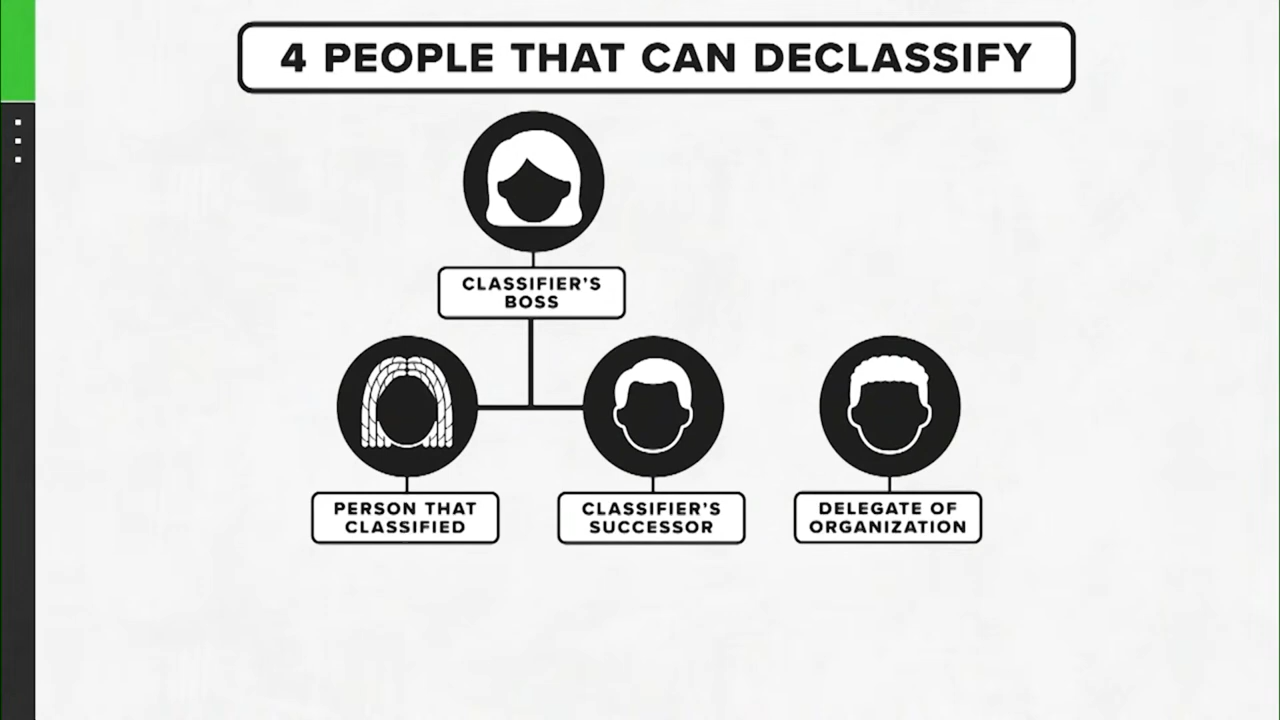 4 PEOPLE THAT CAN DECLASSIFY
CLASSIFIER'S
BOSS
PERSON THAT
CLASSIFIED
CLASSIFIER'S
SUCCESSOR
DELEGATE OF
ORGANIZATION